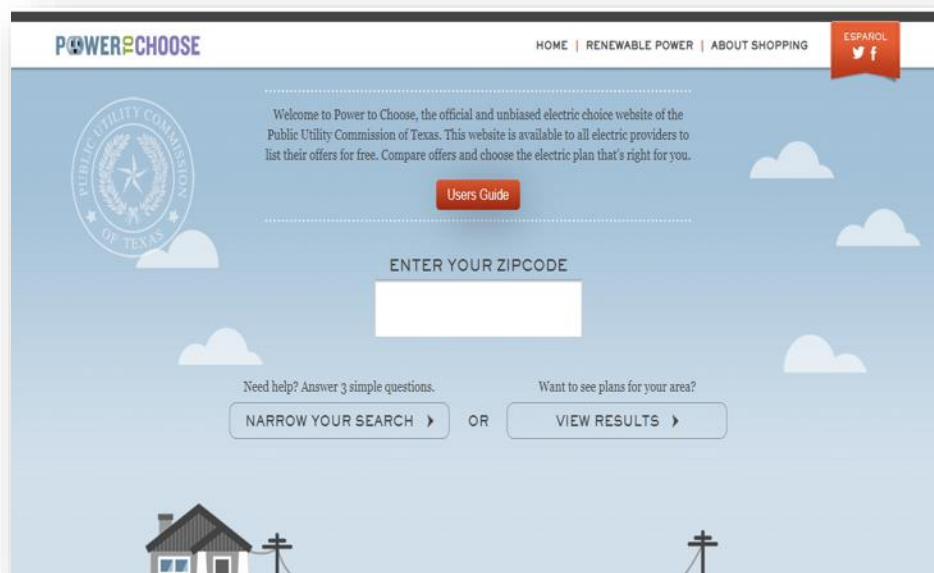 POWER TO CHOOSE
HOME | RENEWABLE POWER | ABOUT SHOPPING
ESPAÑOL
PUBLIC UTILITY COMMISSION
OF TEXAS
Welcome to Power to Choose, the official and unbiased electric choice website of the
Public Utility Commission of Texas. This website is available to all electric providers to
list their offers for free. Compare offers and choose the electric plan that's right for you.
Users Guide
ENTER YOUR ZIPCODE
Need help? Answer 3 simple questions.
Want to see plans for your area?
NARROW YOUR SEARCH
OR
VIEW RESULTS